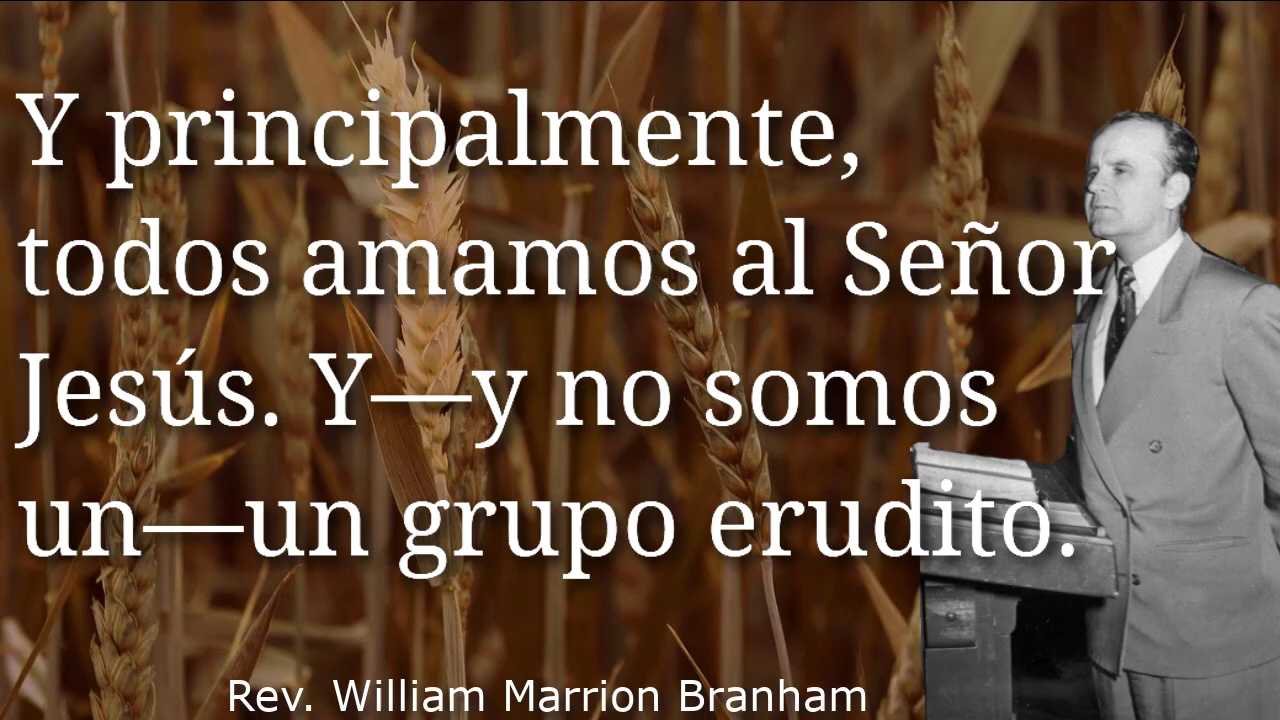 Y principalmente,
todos amamos al Señor
Jesús. Y—y no somos
un—un grupo erudito.
Rev. William Marrion Branham